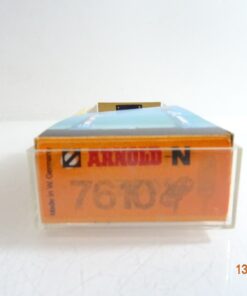 ARNOLD N
7610
Made in W. Germany
13